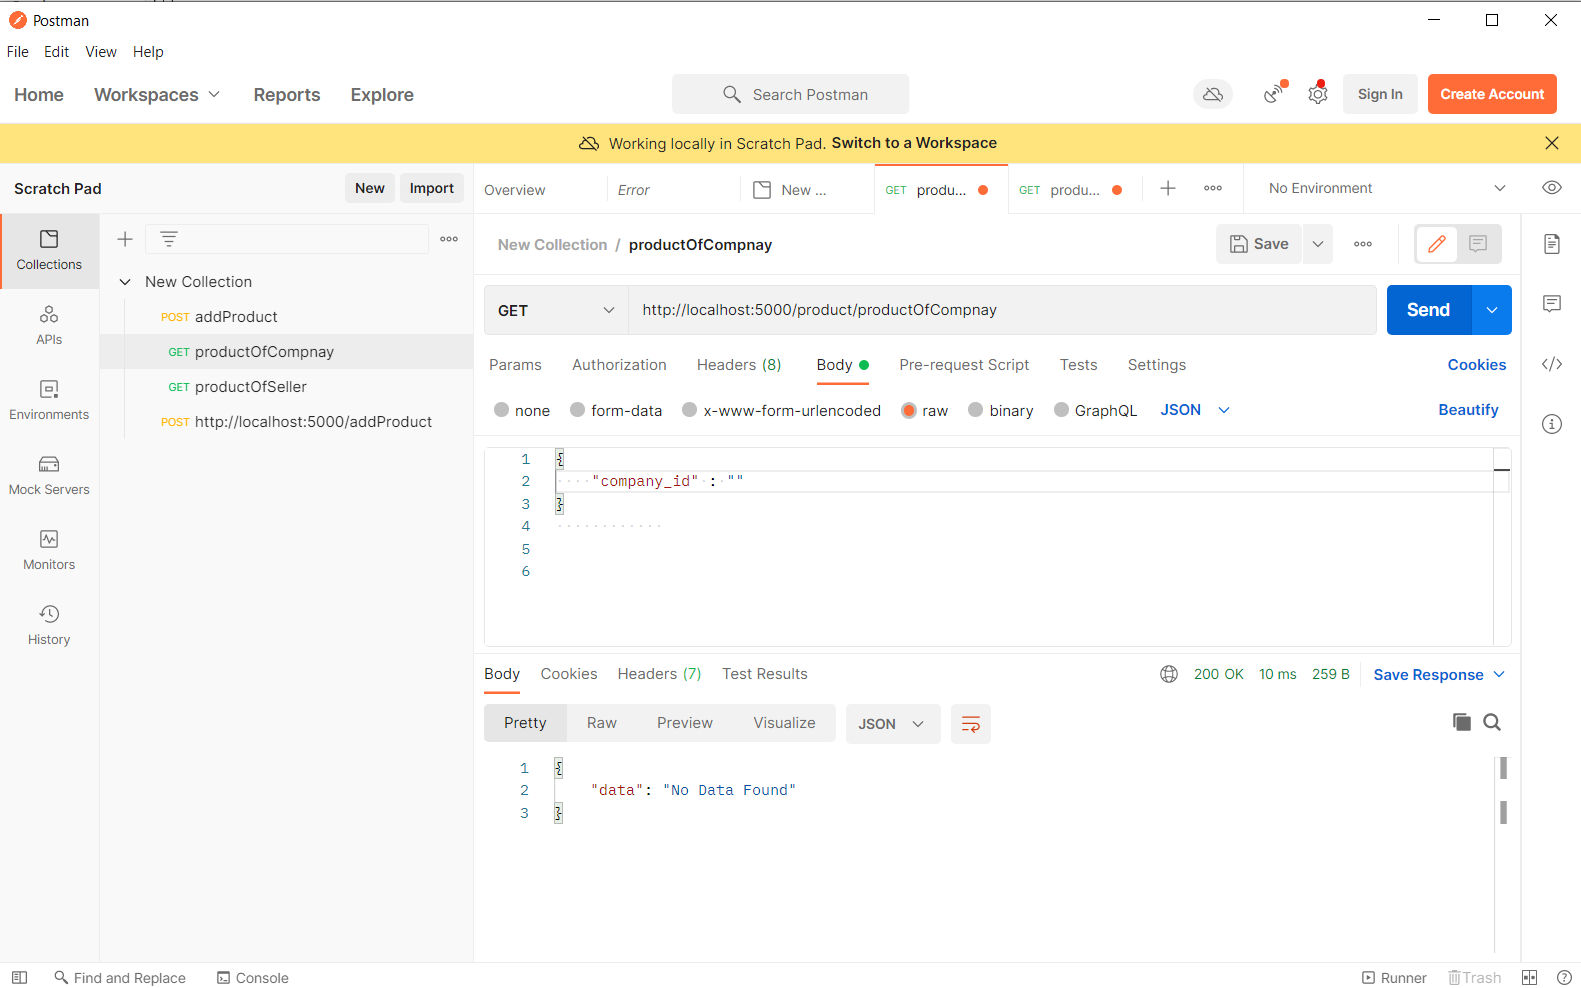 Postman
File Edit View Help
Home Workspaces Reports Explore Search Postman Sign In Create Account
Working locally in Scratch Pad. Switch to a Workspace
Scratch Pad New Import
Overview Error New ... GET produ... GET produ... No Environment
Collections
APIs
Environments
Mock Servers
Monitors
History
New Collection
POST addProduct
GET productOfCompnay
GET productOfSeller
POST http://localhost:5000/addProduct
New Collection / productOfCompnay Save
GET http://localhost:5000/product/productOfCompnay Send
Params Authorization Headers (8) Body Pre-request Script Tests Settings Cookies
none form-data x-www-form-urlencoded raw binary GraphQL JSON Beautify
1 {
2 "company_id" : ""
3 }
4
5
6
Body Cookies Headers (7) Test Results 200 OK 10 ms 259 B Save Response
Pretty Raw Preview Visualize JSON
1 {
2 "data": "No Data Found"
3 }
Find and Replace Console Runner Trash